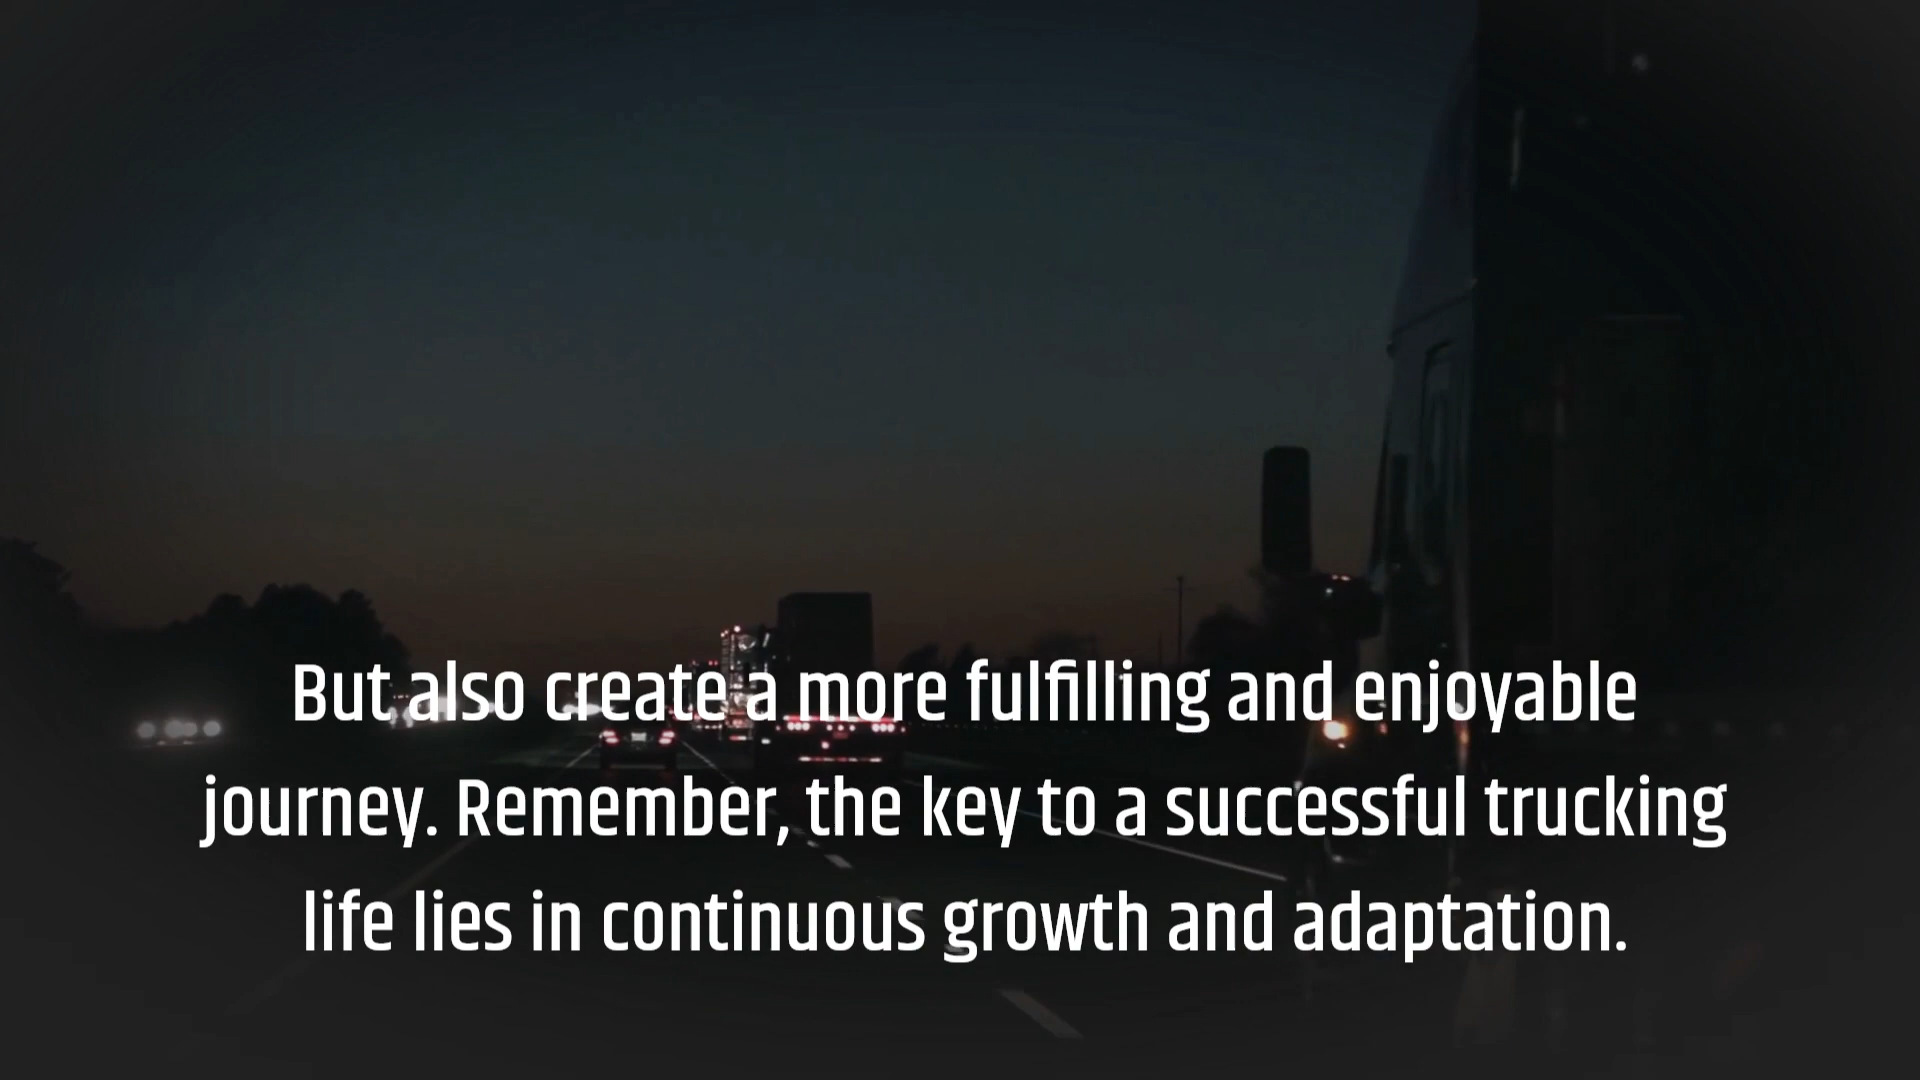 But also create a more fulfilling and enjoyable
journey. Remember, the key to a successful trucking
life lies in continuous growth and adaptation.